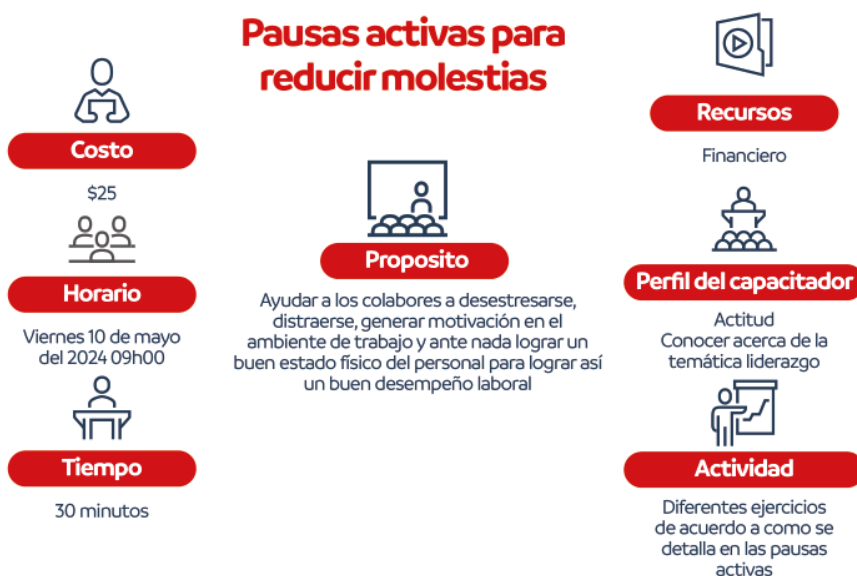 Pausas activas para
reducir molestias
Costo
$25
Horario
Viernes 10 de mayo
del 2024 09h00
Tiempo
30 minutos
Proposito
Ayudar a los colabores a desestresarse,
distraerse, generar motivación en el
ambiente de trabajo y ante nada lograr un
buen estado físico del personal para lograr así
un buen desempeño laboral
Recursos
Financiero
Perfil del capacitador
Actitud
Conocer acerca de la
temática liderazgo
Actividad
Diferentes ejercicios
de acuerdo a como se
detalla en las pausas
activas